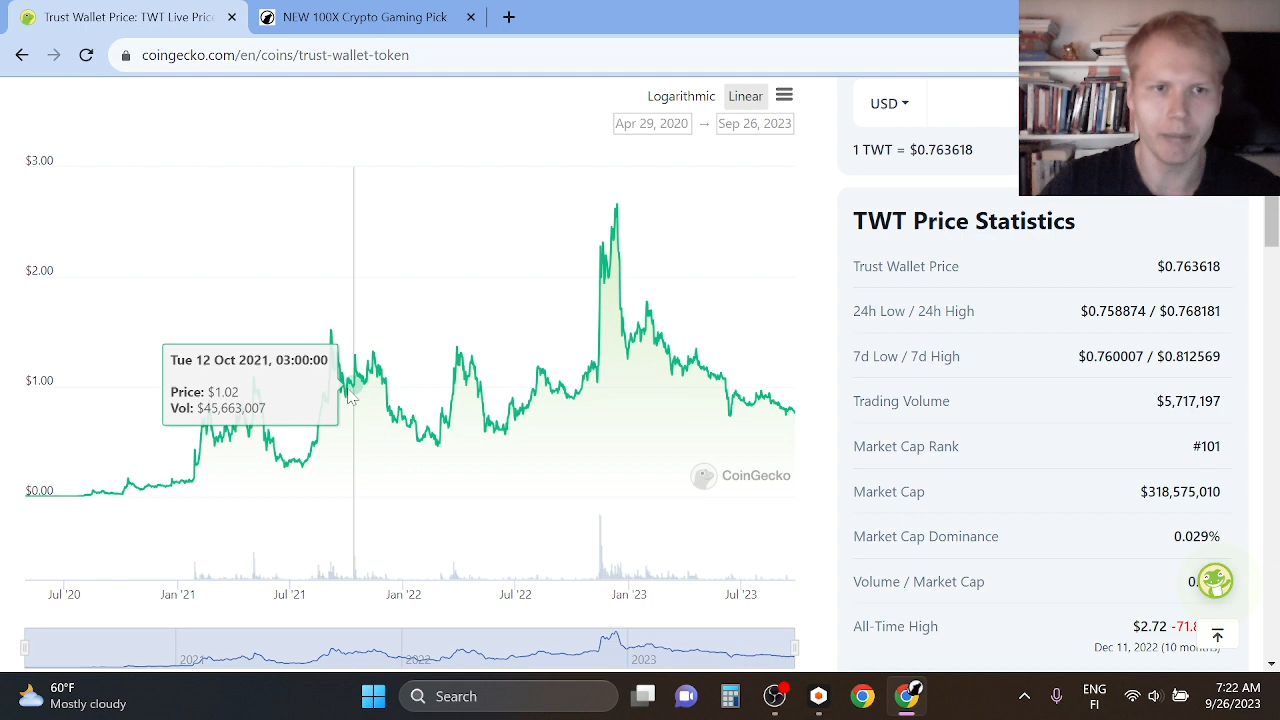 Trust Wallet (TWT) Price
NEW 100X Crypto Gaming Pick
coingecko.com/en/coins/trust-wallet-token
Logarithmic
Linear
Apr 29, 2020 → Sep 26, 2023
USD
1 TWT = $0.763618
$3.00
$2.00
$1.00
$0.00
Tue 12 Oct 2021, 03:00:00
Price: $1.02
Vol: $45,663,007
CoinGecko
Jul '20
Jan '21
Jul '21
Jan '22
Jul '22
Jan '23
Jul '23
2021
2022
2023
TWT Price Statistics
Trust Wallet Price $0.763618
24h Low / 24h High $0.758874 / $0.768181
7d Low / 7d High $0.760007 / $0.812569
Trading Volume $5,717,197
Market Cap Rank #101
Market Cap $318,575,010
Market Cap Dominance 0.029%
Volume / Market Cap 0.
All-Time High $2.72 -71.8
Dec 11, 2022 (10 months)
60°F
Mostly cloudy
Search
ENG
FI
7:22 AM
9/26/2023